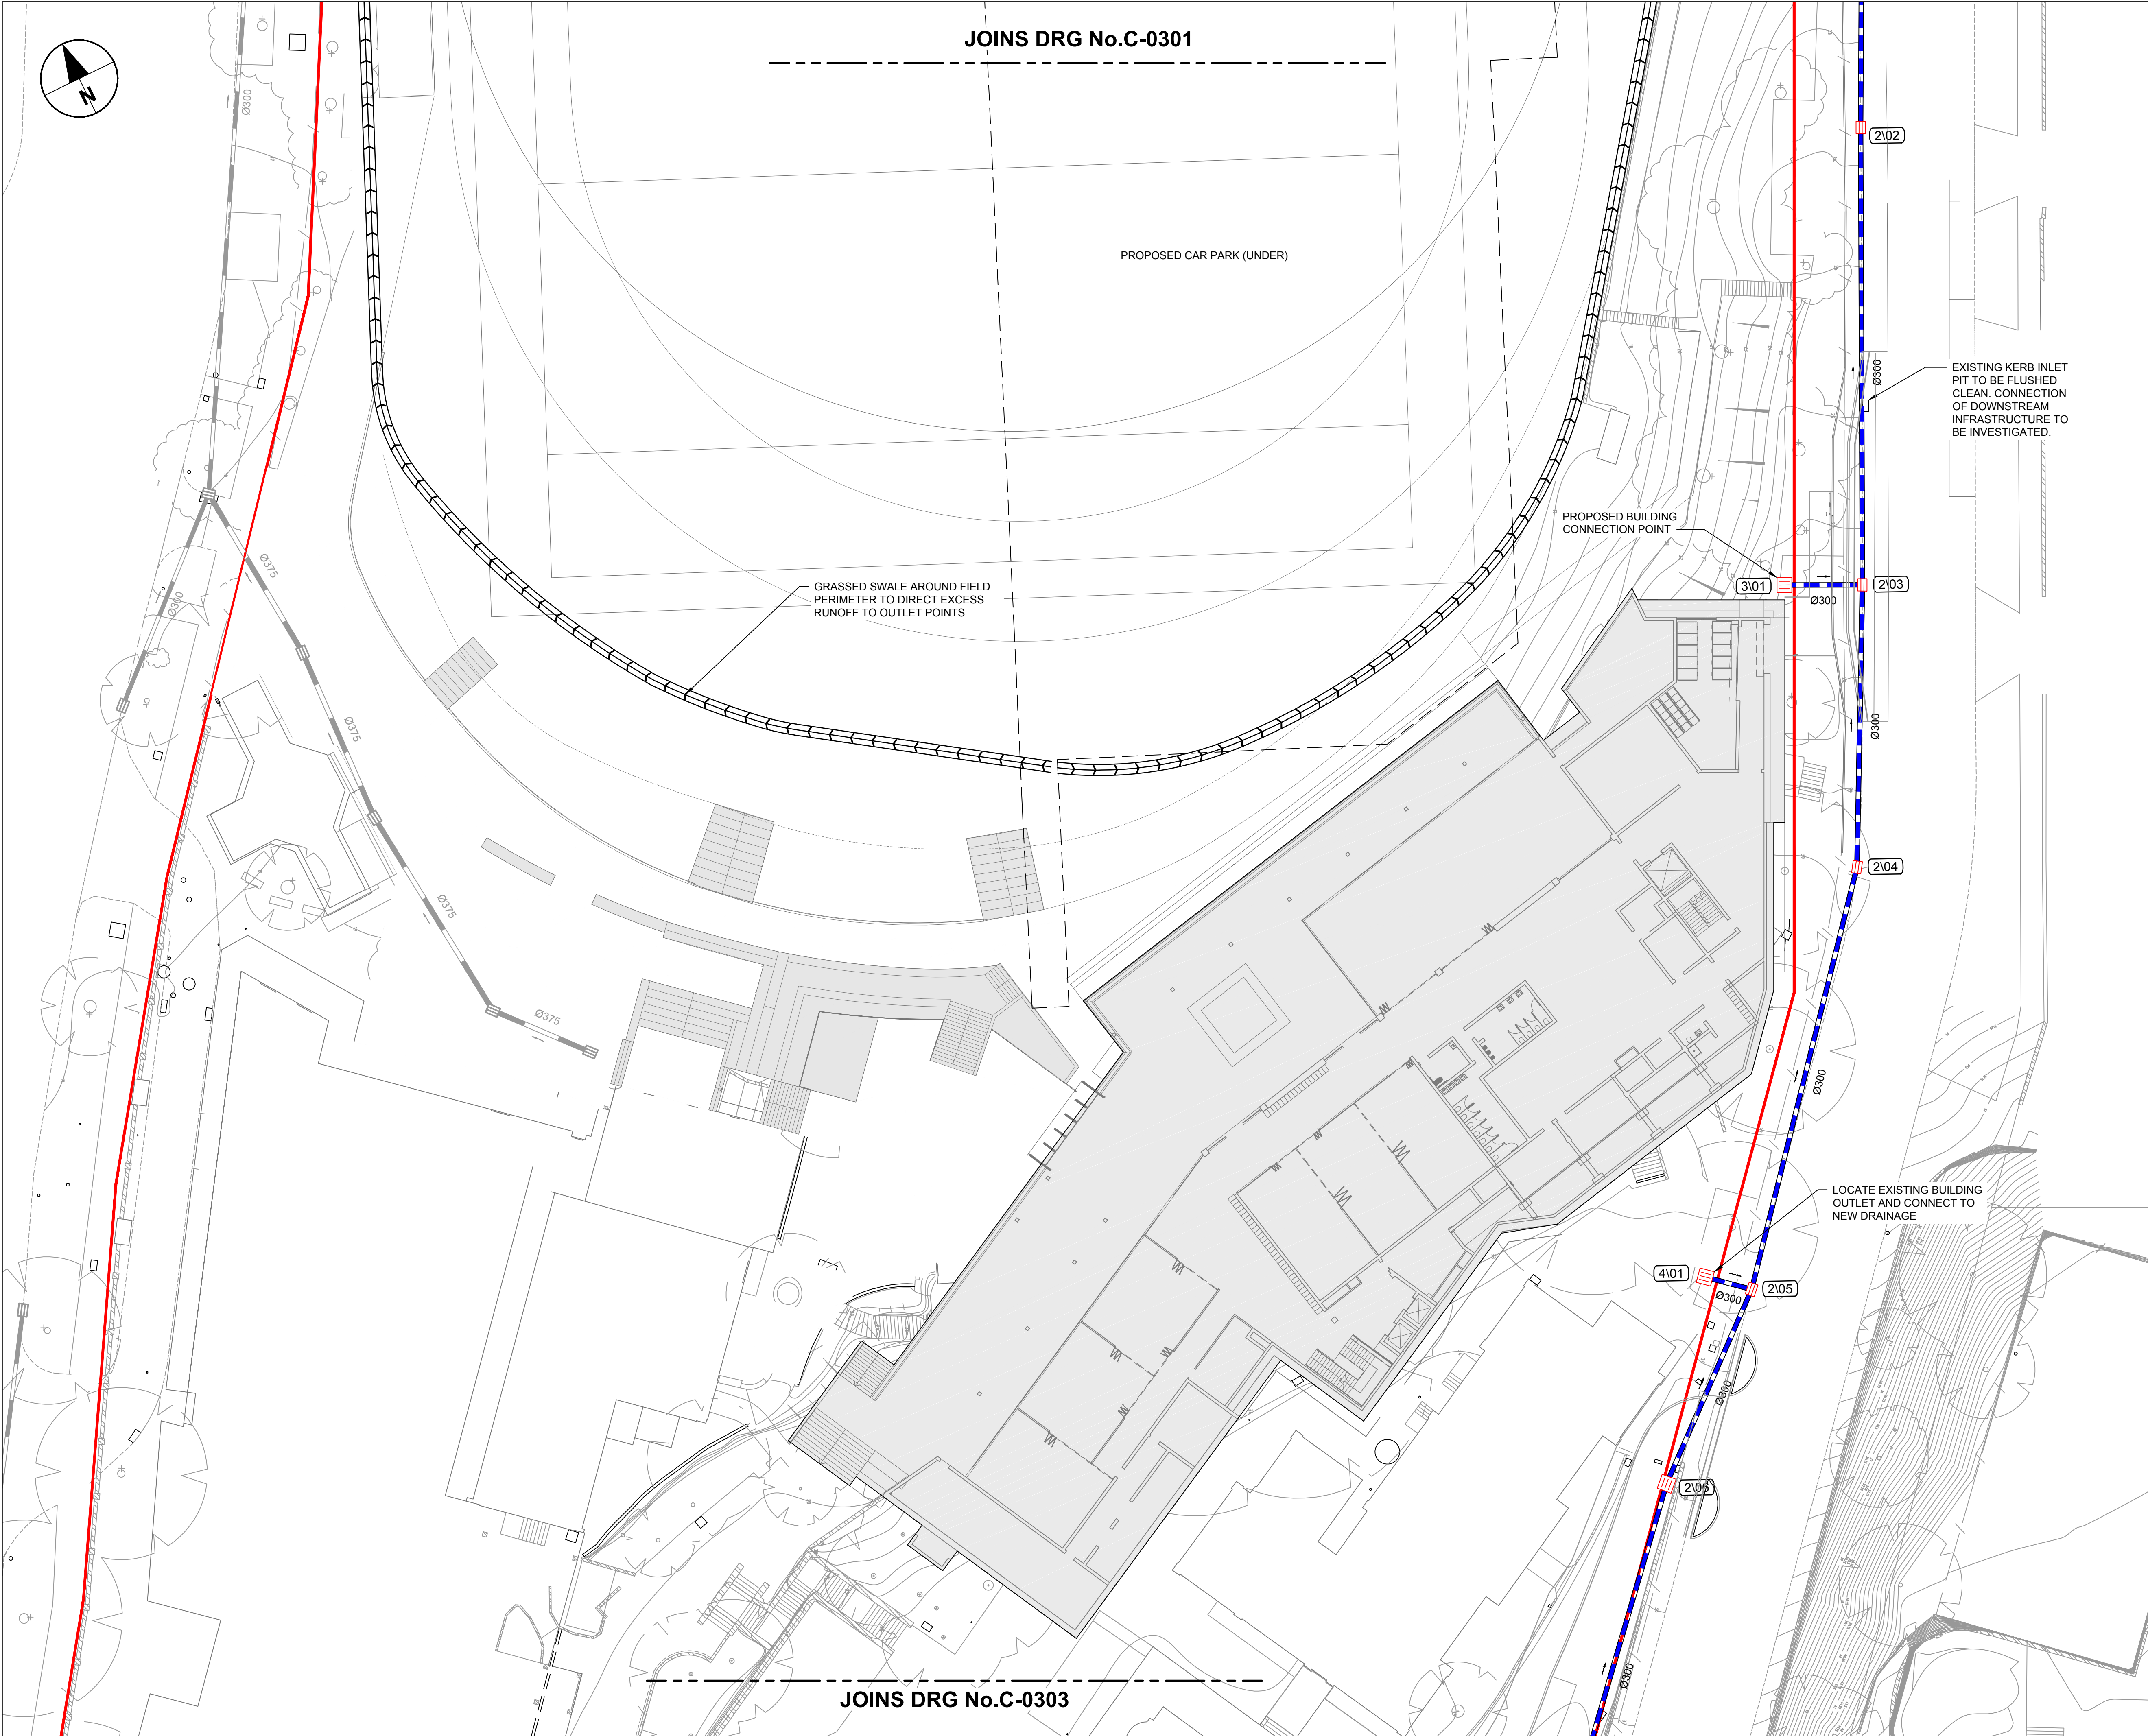 JOINS DRG No.C-0301
N
Ø300
2\02
PROPOSED CAR PARK (UNDER)
Ø300
EXISTING KERB INLET
PIT TO BE FLUSHED
CLEAN. CONNECTION
OF DOWNSTREAM
INFRASTRUCTURE TO
BE INVESTIGATED.
PROPOSED BUILDING
CONNECTION POINT
Ø375
Ø300
3\01
Ø300
2\03
GRASSED SWALE AROUND FIELD
PERIMETER TO DIRECT EXCESS
RUNOFF TO OUTLET POINTS
Ø375
Ø300
2\04
Ø375
Ø375
Ø300
LOCATE EXISTING BUILDING
OUTLET AND CONNECT TO
NEW DRAINAGE
4\01
Ø300
2\05
Ø300
2\06
Ø300
JOINS DRG No.C-0303